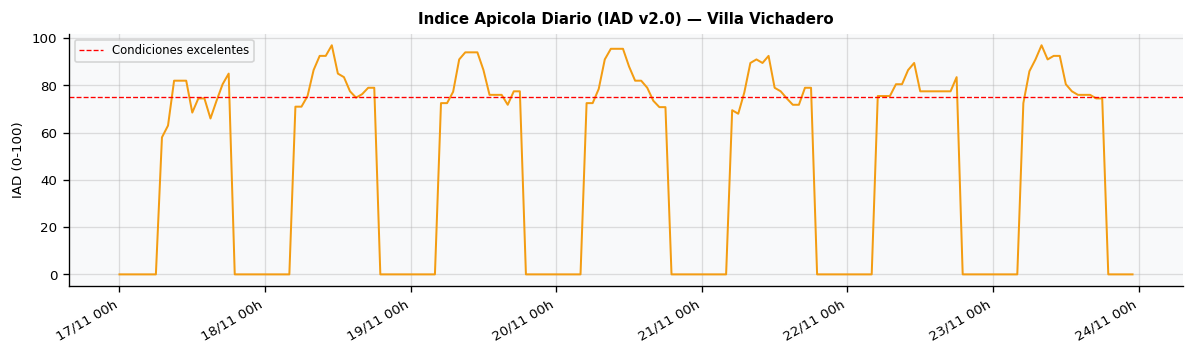 Indice Apicola Diario (IAD v2.0) — Villa Vichadero
Condiciones excelentes
IAD (0-100)
100
80
60
40
20
0
17/11 00h
18/11 00h
19/11 00h
20/11 00h
21/11 00h
22/11 00h
23/11 00h
24/11 00h